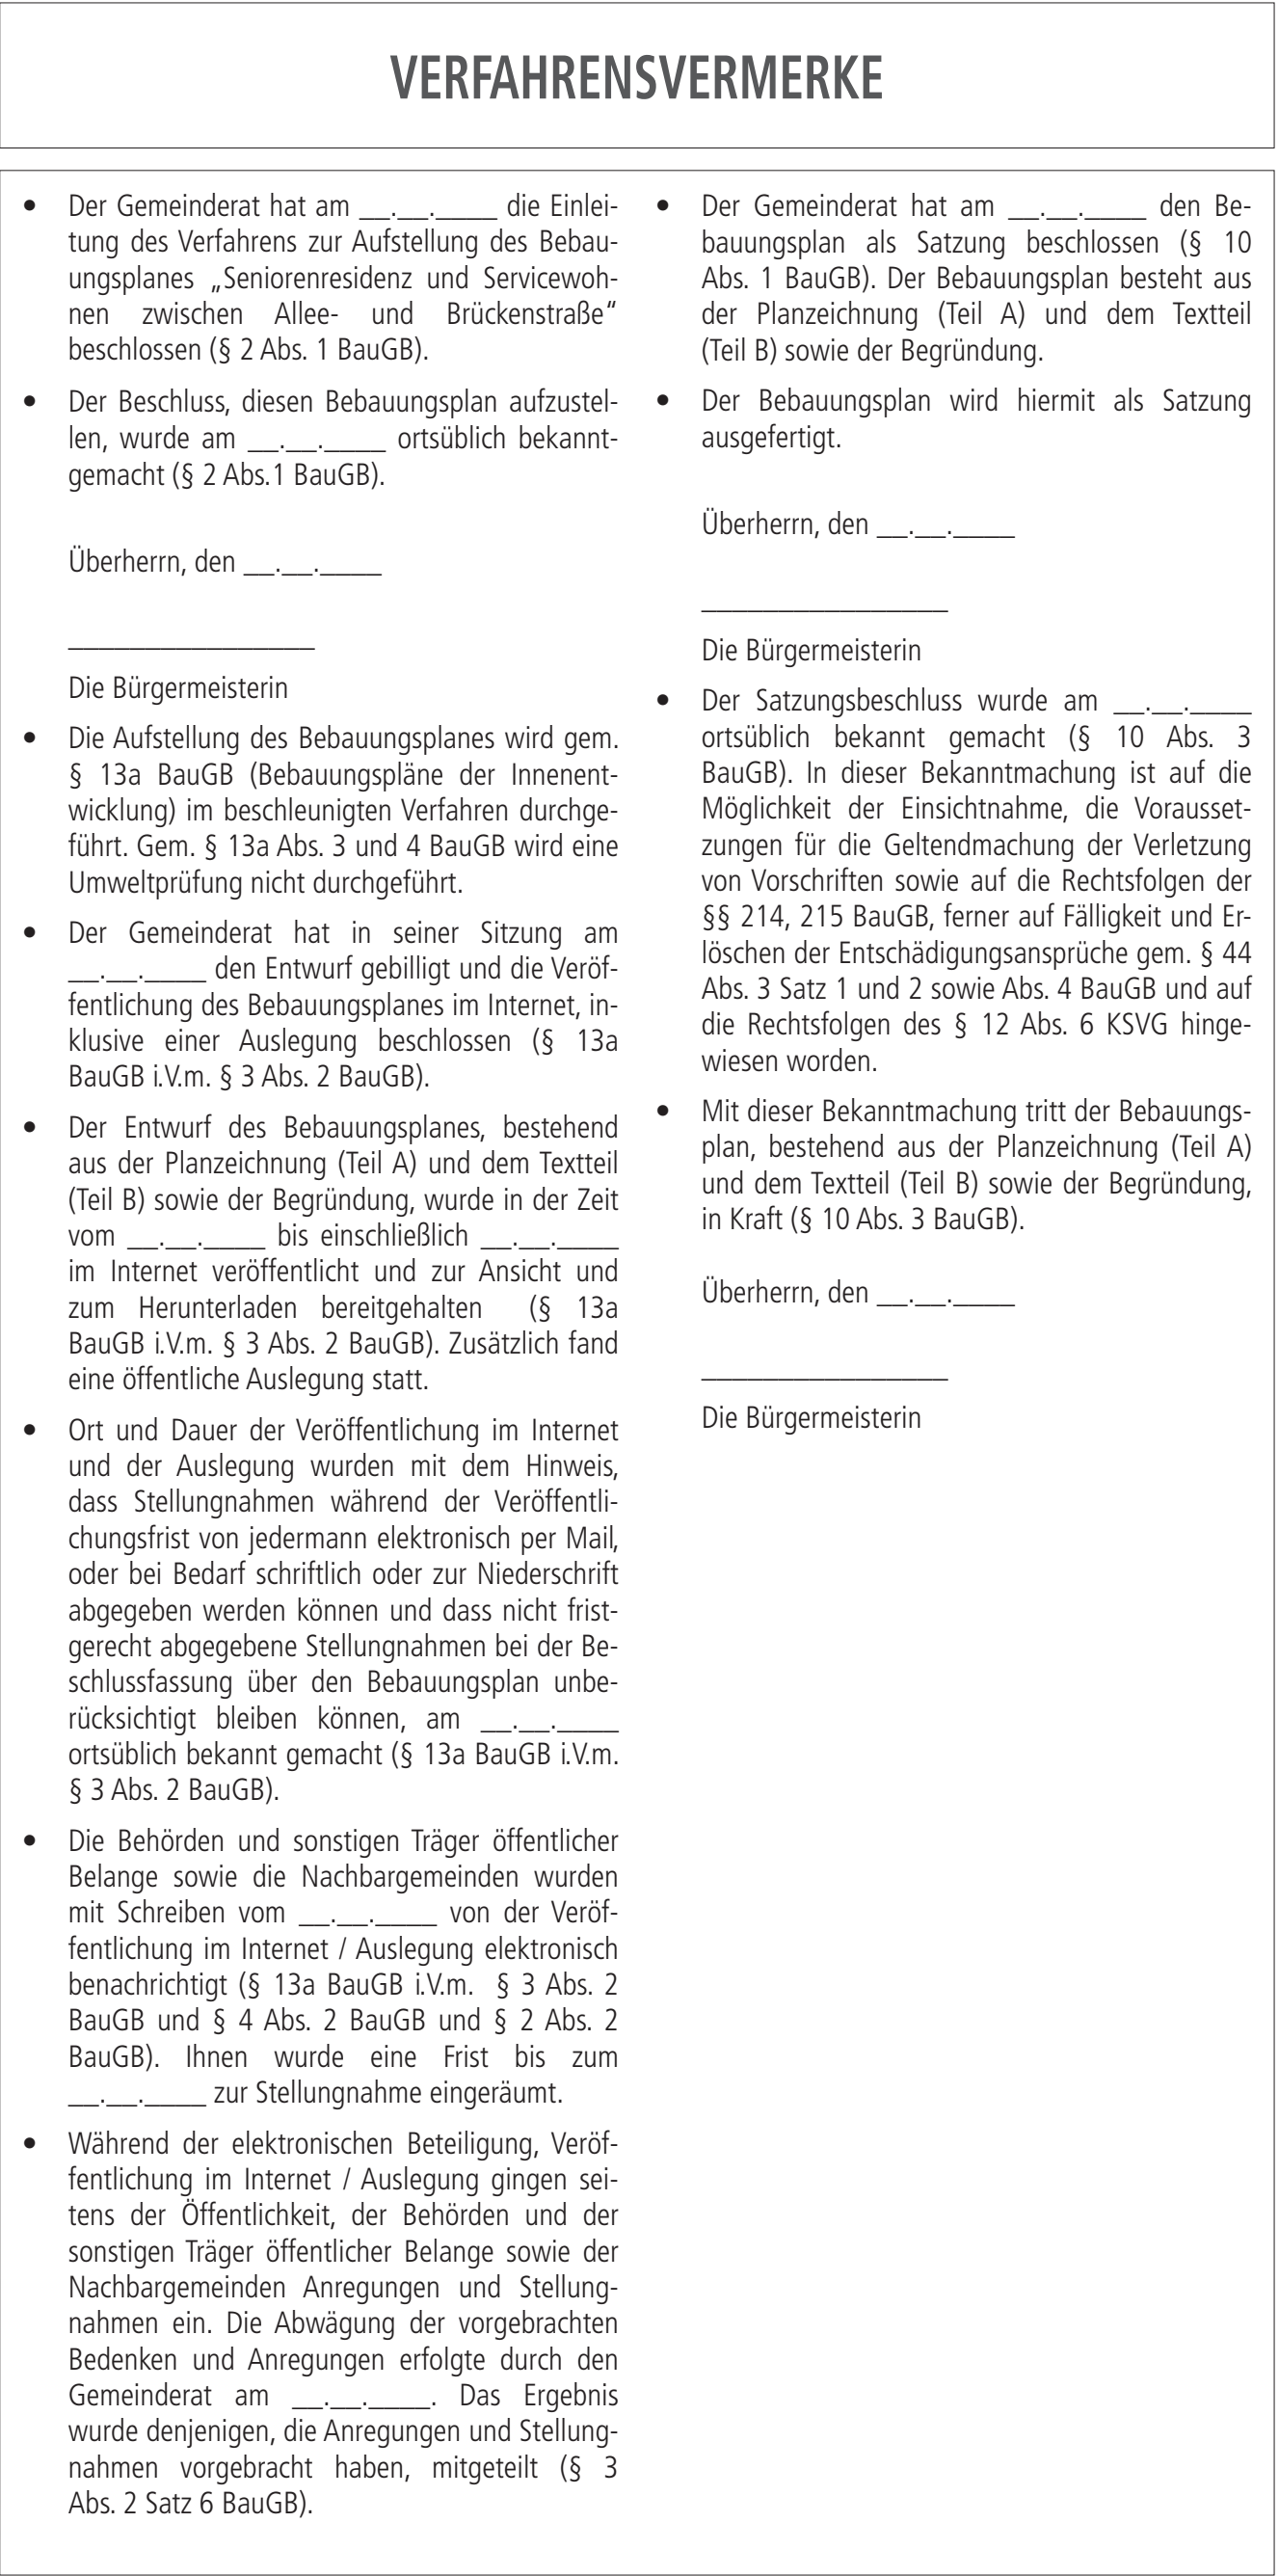 VERFAHRENSVERMERKE
• Der Gemeinderat hat am __.__.____ die Einlei-
tung des Verfahrens zur Aufstellung des Bebau-
ungsplanes „Seniorenresidenz und Servicewoh-
nen zwischen Allee- und Brückenstraße“
beschlossen (§ 2 Abs. 1 BauGB).
• Der Beschluss, diesen Bebauungsplan aufzustel-
len, wurde am __.__.____ ortsüblich bekannt-
gemacht (§ 2 Abs.1 BauGB).
Überherrn, den __.__.____
________________
Die Bürgermeisterin
• Die Aufstellung des Bebauungsplanes wird gem.
§ 13a BauGB (Bebauungspläne der Innenent-
wicklung) im beschleunigten Verfahren durchge-
führt. Gem. § 13a Abs. 3 und 4 BauGB wird eine
Umweltprüfung nicht durchgeführt.
• Der Gemeinderat hat in seiner Sitzung am
__.__.____ den Entwurf gebilligt und die Veröf-
fentlichung des Bebauungsplanes im Internet, in-
klusive einer Auslegung beschlossen (§ 13a
BauGB i.V.m. § 3 Abs. 2 BauGB).
• Der Entwurf des Bebauungsplanes, bestehend
aus der Planzeichnung (Teil A) und dem Textteil
(Teil B) sowie der Begründung, wurde in der Zeit
vom __.__.____ bis einschließlich __.__.____
im Internet veröffentlicht und zur Ansicht und
zum Herunterladen bereitgehalten (§ 13a
BauGB i.V.m. § 3 Abs. 2 BauGB). Zusätzlich fand
eine öffentliche Auslegung statt.
• Ort und Dauer der Veröffentlichung im Internet
und der Auslegung wurden mit dem Hinweis,
dass Stellungnahmen während der Veröffentli-
chungsfrist von jedermann elektronisch per Mail,
oder bei Bedarf schriftlich oder zur Niederschrift
abgegeben werden können und dass nicht frist-
gerecht abgegebene Stellungnahmen bei der Be-
schlussfassung über den Bebauungsplan unbe-
rücksichtigt bleiben können, am __.__.____
ortsüblich bekannt gemacht (§ 13a BauGB i.V.m.
§ 3 Abs. 2 BauGB).
• Die Behörden und sonstigen Träger öffentlicher
Belange sowie die Nachbargemeinden wurden
mit Schreiben vom __.__.____ von der Veröf-
fentlichung im Internet / Auslegung elektronisch
benachrichtigt (§ 13a BauGB i.V.m. § 3 Abs. 2
BauGB und § 4 Abs. 2 BauGB und § 2 Abs. 2
BauGB). Ihnen wurde eine Frist bis zum
__.__.____ zur Stellungnahme eingeräumt.
• Während der elektronischen Beteiligung, Veröf-
fentlichung im Internet / Auslegung gingen sei-
tens der Öffentlichkeit, der Behörden und der
sonstigen Träger öffentlicher Belange sowie der
Nachbargemeinden Anregungen und Stellung-
nahmen ein. Die Abwägung der vorgebrachten
Bedenken und Anregungen erfolgte durch den
Gemeinderat am __.__.____. Das Ergebnis
wurde denjenigen, die Anregungen und Stellung-
nahmen vorgebracht haben, mitgeteilt (§ 3
Abs. 2 Satz 6 BauGB).
• Der Gemeinderat hat am __.__.____ den Be-
bauungsplan als Satzung beschlossen (§ 10
Abs. 1 BauGB). Der Bebauungsplan besteht aus
der Planzeichnung (Teil A) und dem Textteil
(Teil B) sowie der Begründung.
• Der Bebauungsplan wird hiermit als Satzung
ausgefertigt.
Überherrn, den __.__.____
________________
Die Bürgermeisterin
• Der Satzungsbeschluss wurde am __.__.____
ortsüblich bekannt gemacht (§ 10 Abs. 3
BauGB). In dieser Bekanntmachung ist auf die
Möglichkeit der Einsichtnahme, die Vorausset-
zungen für die Geltendmachung der Verletzung
von Vorschriften sowie auf die Rechtsfolgen der
§§ 214, 215 BauGB, ferner auf Fälligkeit und Er-
löschen der Entschädigungsansprüche gem. § 44
Abs. 3 Satz 1 und 2 sowie Abs. 4 BauGB und auf
die Rechtsfolgen des § 12 Abs. 6 KSVG hinge-
wiesen worden.
• Mit dieser Bekanntmachung tritt der Bebauungs-
plan, bestehend aus der Planzeichnung (Teil A)
und dem Textteil (Teil B) sowie der Begründung,
in Kraft (§ 10 Abs. 3 BauGB).
Überherrn, den __.__.____
________________
Die Bürgermeisterin